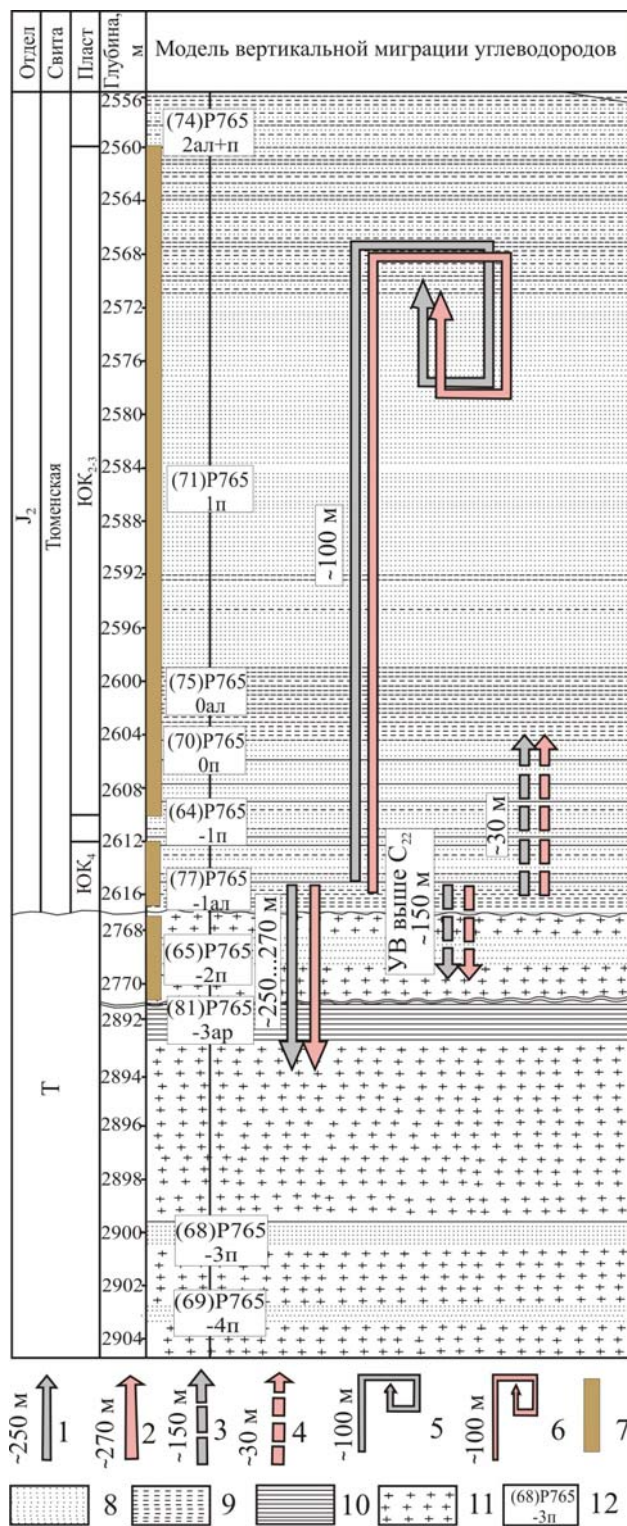 Отдел
Свита
Пласт
Глубина, м
Модель вертикальной миграции углеводородов
J2
Тюменская
ЮК2-3
ЮК4
Т
2556
2560
2564
2568
2572
2576
2580
2584
2588
2592
2596
2600
2604
2608
2612
2616
2768
2770
2892
2894
2896
2898
2900
2902
2904
(74)Р765
2ал+п
(71)Р765
1п
(75)Р765
0ал
(70)Р765
0п
(64)Р765
-1п
(77)Р765
-1ал
(65)Р765
-2п
(81)Р765
-3ар
(68)Р765
-3п
(69)Р765
-4п
~100 м
~30 м
УВ выше С22
~150 м
~250...270 м
~250 м 1
~270 м 2
~150 м 3
~30 м 4
~100 м 5
~100 м 6
7
8
9
10
11
(68)Р765
-3п
12